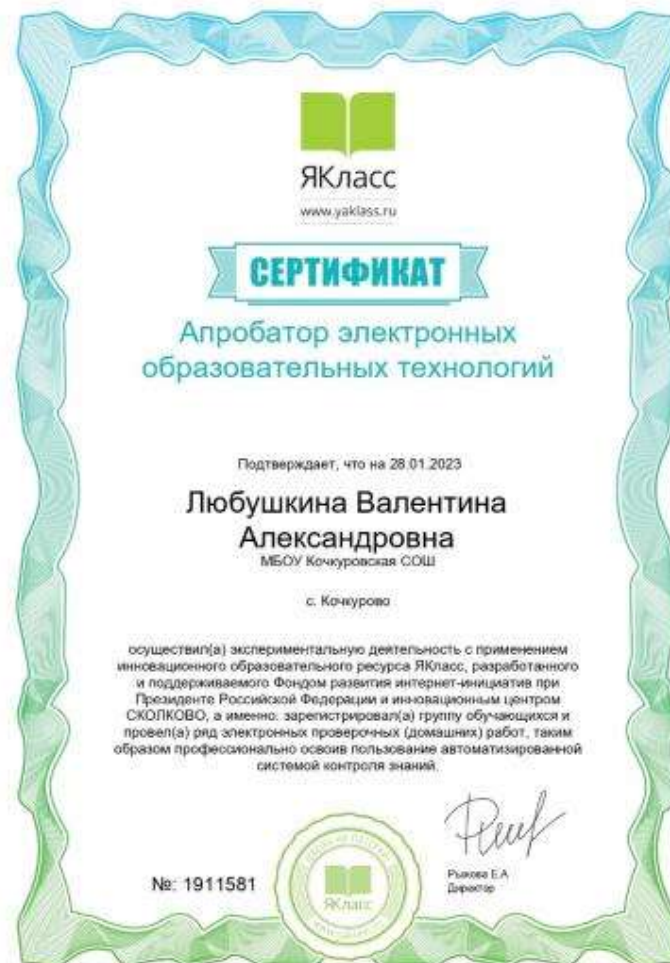 ЯКласс
www.yaklass.ru
СЕРТИФИКАТ
Апробатор электронных
образовательных технологий
Подтверждает, что на 28.01.2023
Любушкина Валентина
Александровна
МБОУ Кочкуровская СОШ
с. Кочкурово
осуществил(а) экспериментальную деятельность с применением
инновационного образовательного ресурса ЯКласс, разработанного
и поддерживаемого Фондом развития интернет-инициатив при
Президенте Российской Федерации и инновационным центром
СКОЛКОВО, а именно: зарегистрировал(а) группу обучающихся и
провел(а) ряд электронных проверочных (домашних) работ, таким
образом профессионально освоив пользование автоматизированной
системой контроля знаний.
№: 1911581
ЯКласс
Рыкова Е.А
Директор